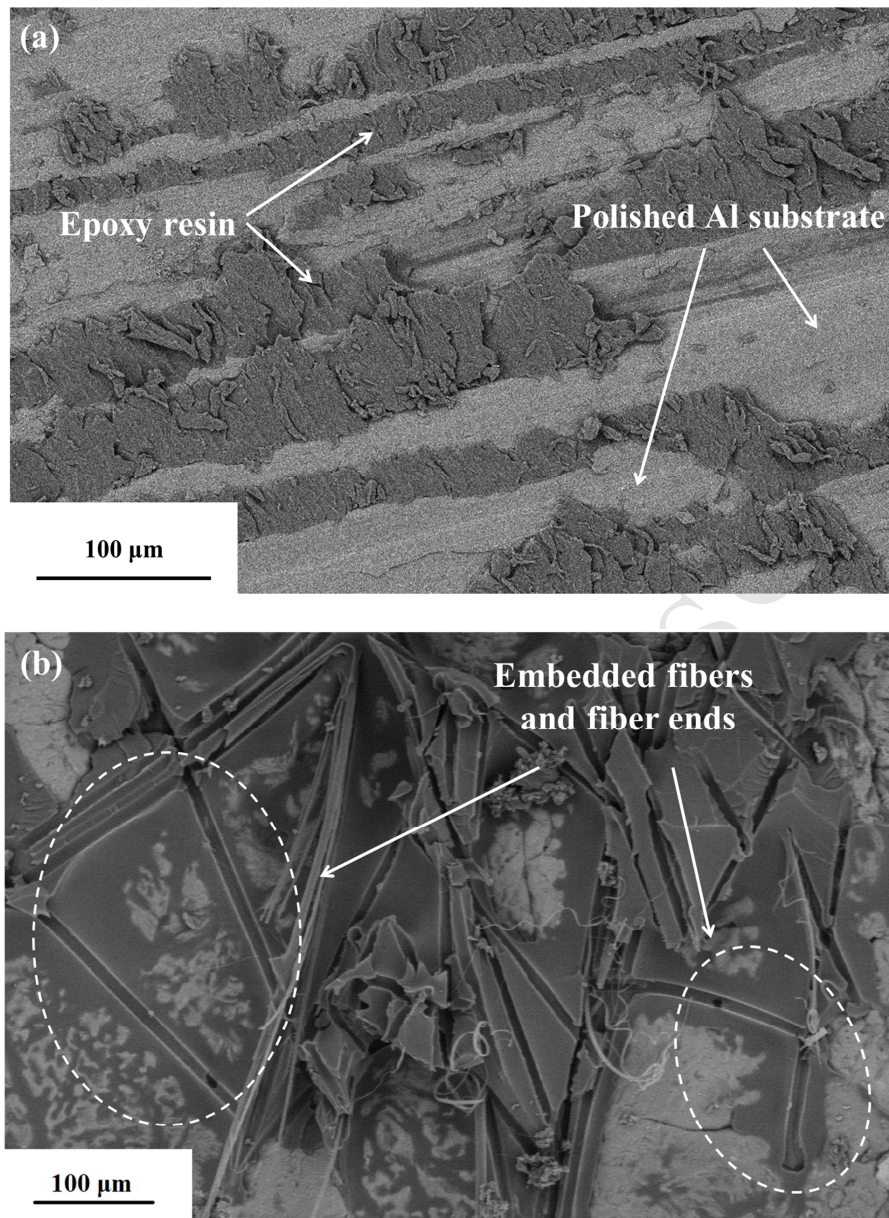 (a)
Epoxy resin
Polished Al substrate
100 μm
(b)
Embedded fibers
and fiber ends
100 μm